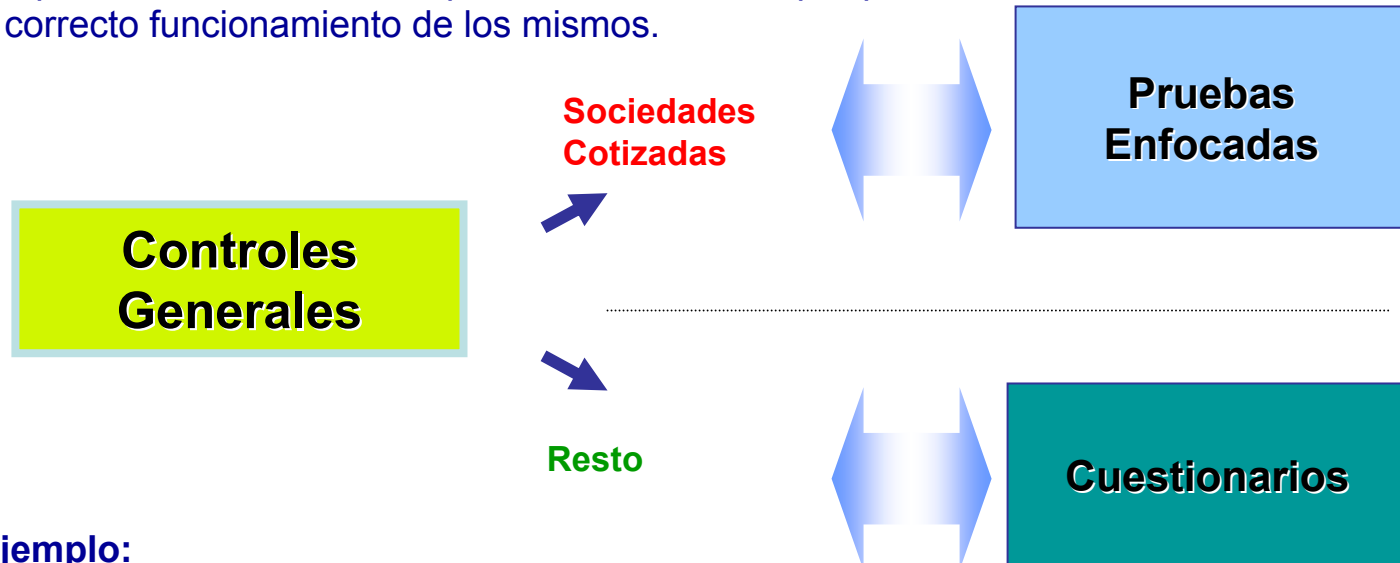 correcto funcionamiento de los mismos.
Sociedades
Cotizadas
Pruebas
Enfocadas
Controles
Generales
Resto
Cuestionarios
jemplo: